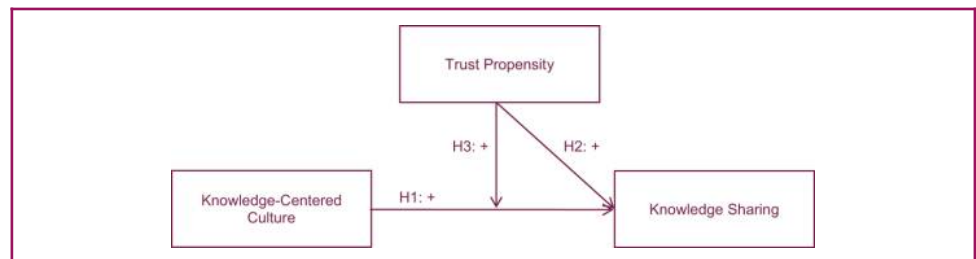 Trust Propensity
H3: +
H2: +
Knowledge-Centered
Culture
H1: +
Knowledge Sharing